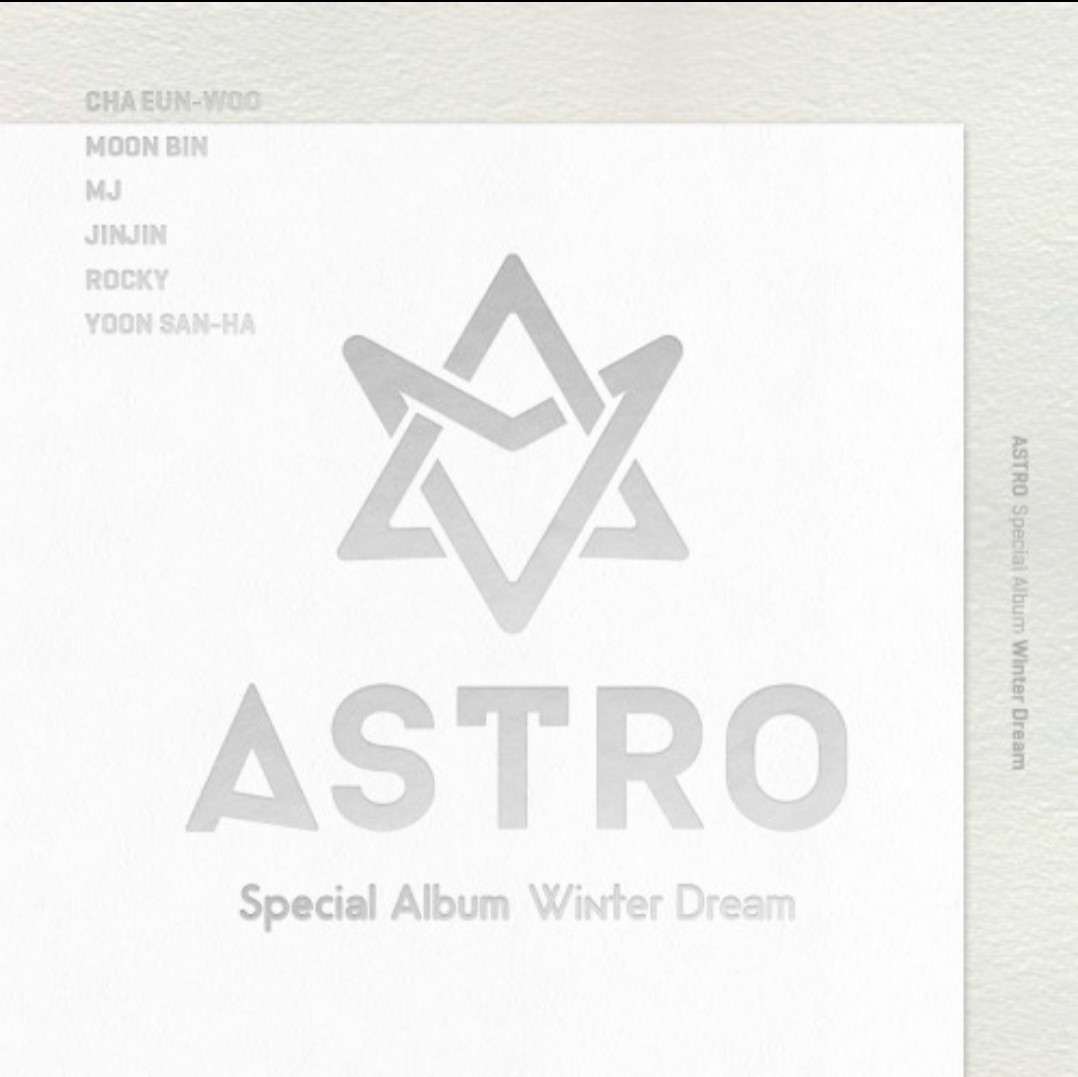 CHA EUN-WOO
MOON BIN
MJ
JINJIN
ROCKY
YOON SAN-HA
ASTRO
Special Album Winter Dream
ASTRO Special Album Winter Dream